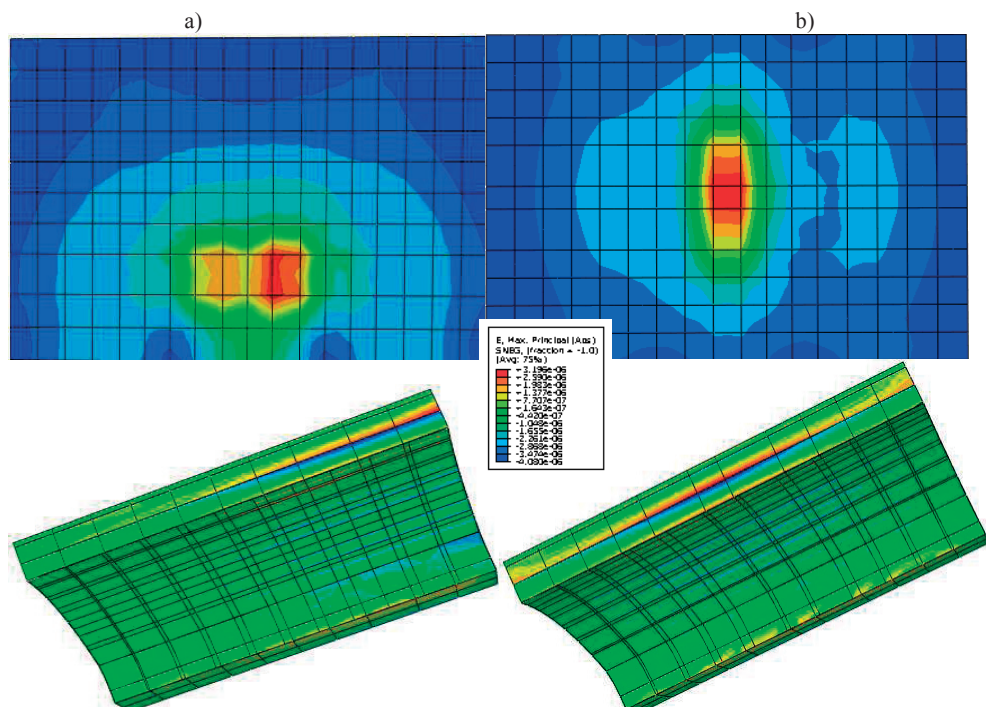 a)
b)
E, Max. Principal (Abs)
SNEG, (fraction = -1.0)
(Avg: 75%)
+3.196e-06
+2.590e-06
+1.983e-06
+1.377e-06
+7.707e-07
+1.643e-07
-4.420e-07
-1.048e-06
-1.655e-06
-2.261e-06
-2.868e-06
-3.474e-06
-4.080e-06